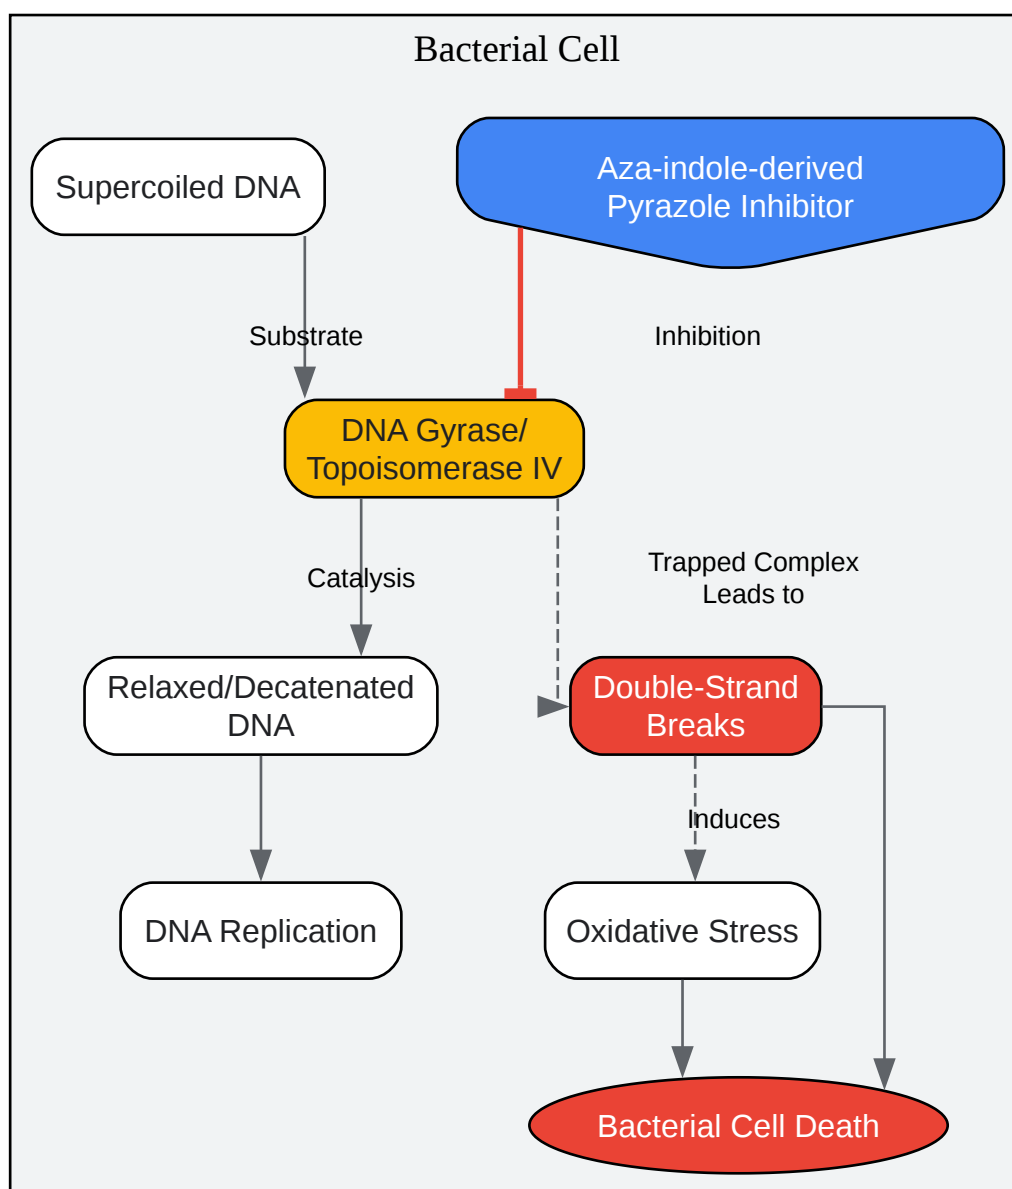 Bacterial Cell
Supercoiled DNA
Aza-indole-derived
Pyrazole Inhibitor
Substrate
Inhibition
DNA Gyrase/
Topoisomerase IV
Catalysis
Trapped Complex
Leads to
Relaxed/Decatenated
DNA
Double-Strand
Breaks
Induces
DNA Replication
Oxidative Stress
Bacterial Cell Death